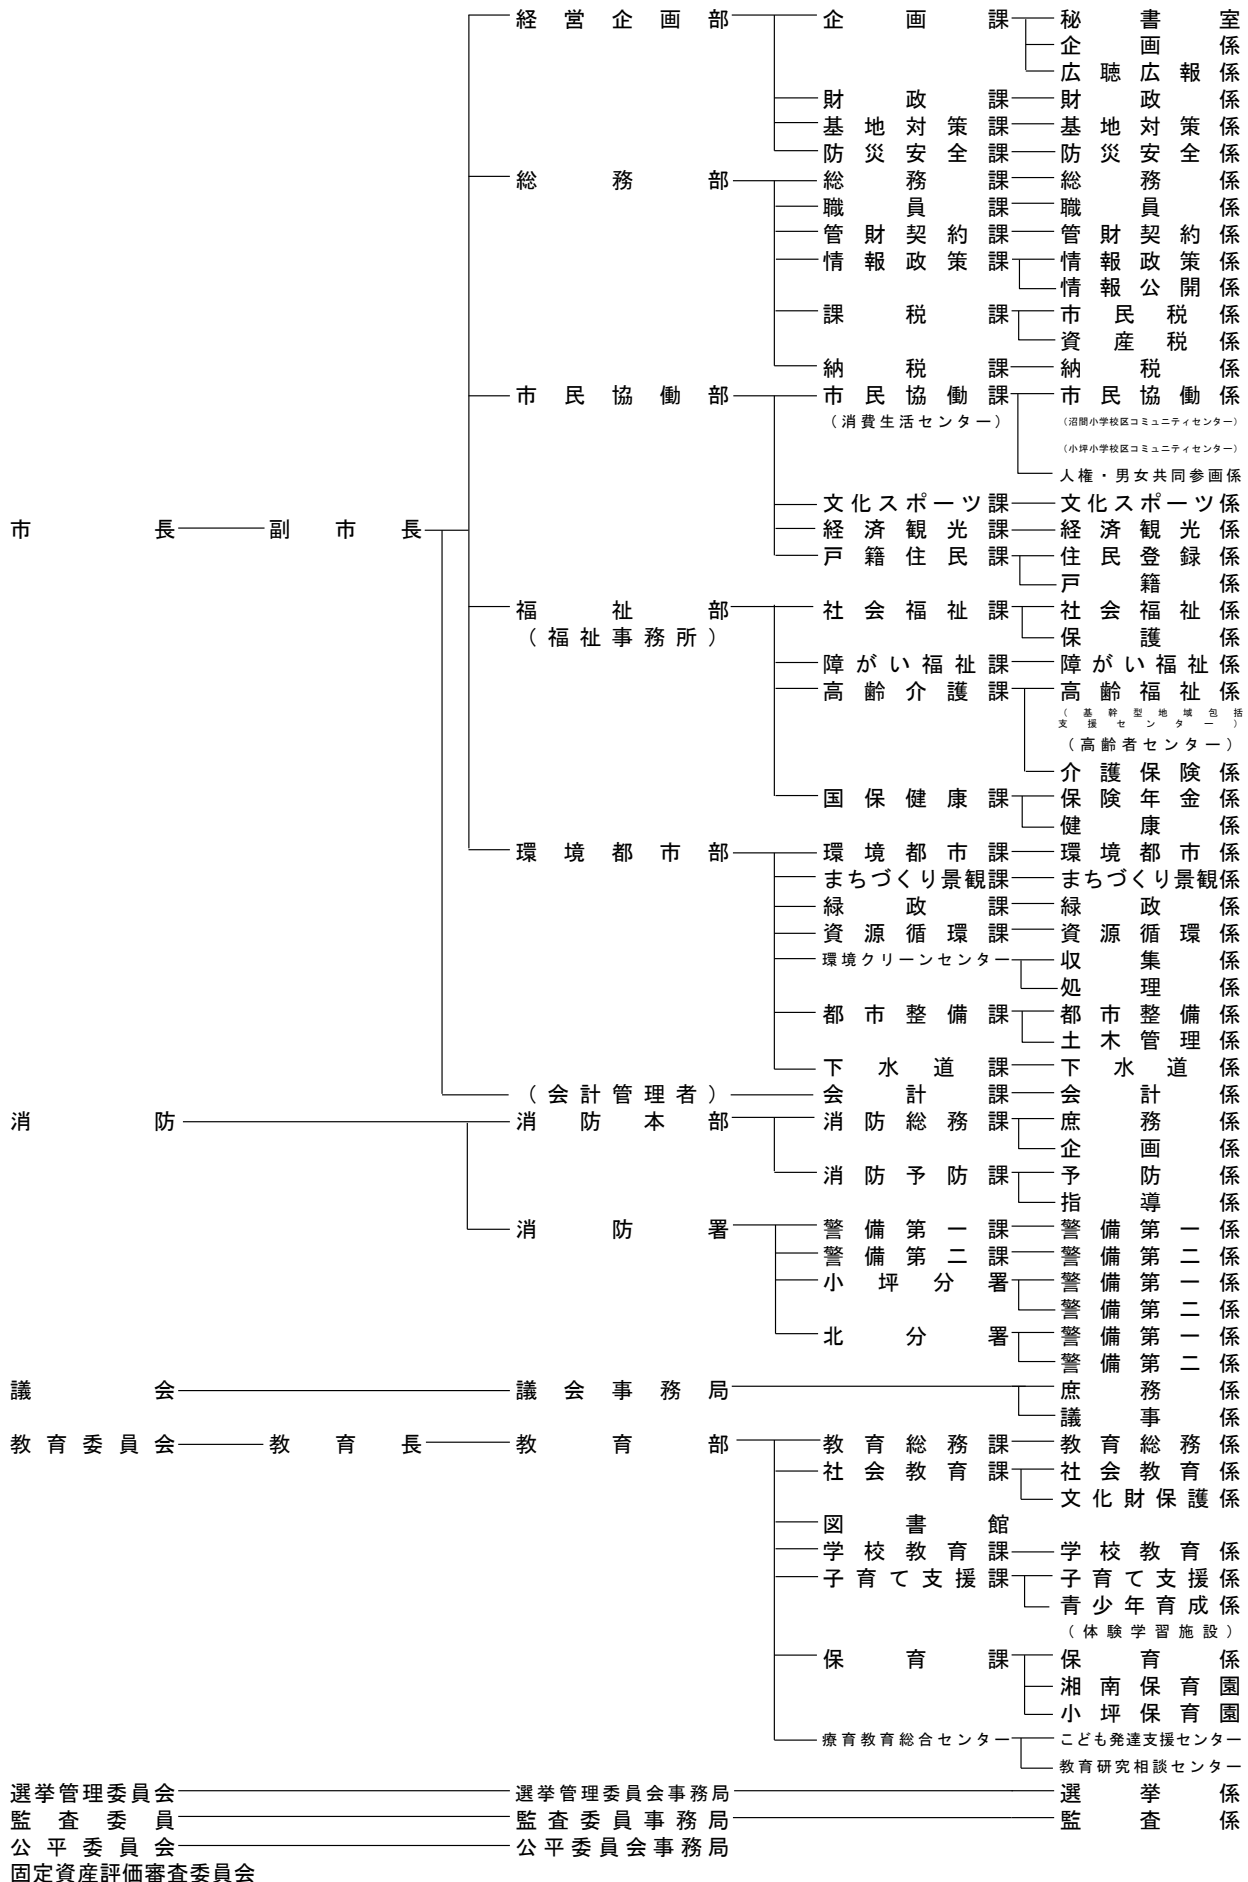 経営企画部 企画課 秘書室
企画係
広聴広報係
財政課 財政係
基地対策課 基地対策係
防災安全課 防災安全係
総務部 総務課 総務係
職員課 職員係
管財契約課 管財契約係
情報政策課 情報政策係
情報公開係
課税課 市民税係
資産税係
納税課 納税係
市民協働部 市民協働課 市民協働係
（消費生活センター） （沼間小学校区コミュニティセンター）
（小坪小学校区コミュニティセンター）
人権・男女共同参画係
文化スポーツ課 文化スポーツ係
市長 副市長 経済観光課 経済観光係
戸籍住民課 住民登録係
戸籍係
福祉部 社会福祉課 社会福祉係
（福祉事務所） 保護係
障がい福祉課 障がい福祉係
高齢介護課 高齢福祉係
（基幹型地域包括
支援センター）
（高齢者センター）
介護保険係
国保健康課 保険年金係
健康係
環境都市部 環境都市課 環境都市係
まちづくり景観課 まちづくり景観係
緑政課 緑政係
資源循環課 資源循環係
環境クリーンセンター 収集係
処理係
都市整備課 都市整備係
土木管理係
下水道課 下水道係
（会計管理者） 会計課 会計係
消防 消防本部 消防総務課 庶務係
企画係
消防予防課 予防係
指導係
消防署 警備第一課 警備第一係
警備第二課 警備第二係
小坪分署 警備第一係
警備第二係
北分署 警備第一係
警備第二係
議会 議会事務局 庶務係
議事係
教育委員会 教育長 教育部 教育総務課 教育総務係
社会教育課 社会教育係
文化財保護係
図書館
学校教育課 学校教育係
子育て支援課 子育て支援係
青少年育成係
（体験学習施設）
保育課 保育係
湘南保育園
小坪保育園
療育教育総合センター こども発達支援センター
教育研究相談センター
選挙管理委員会 選挙管理委員会事務局 選挙係
監査委員 監査委員事務局 監査係
公平委員会 公平委員会事務局
固定資産評価審査委員会